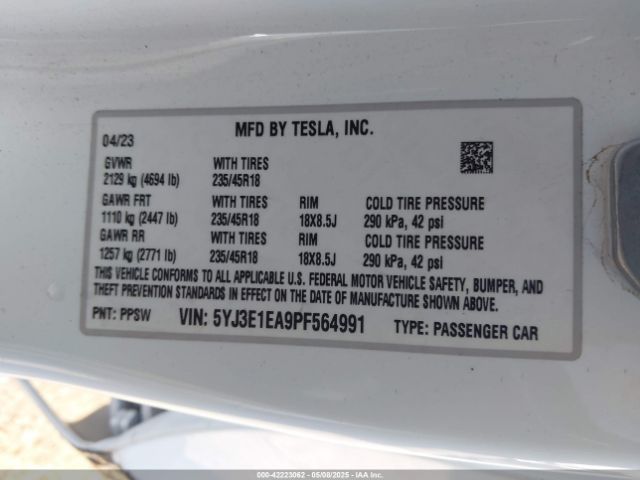 MFD BY TESLA, INC.
04/23
GVWR WITH TIRES
2129 kg (4694 lb) 235/45R18
GAWR FRT WITH TIRES RIM COLD TIRE PRESSURE
1110 kg (2447 lb) 235/45R18 18X8.5J 290 kPa, 42 psi
GAWR RR WITH TIRES RIM COLD TIRE PRESSURE
1257 kg (2771 lb) 235/45R18 18X8.5J 290 kPa, 42 psi
THIS VEHICLE CONFORMS TO ALL APPLICABLE U.S. FEDERAL MOTOR VEHICLE SAFETY, BUMPER, AND
THEFT PREVENTION STANDARDS IN EFFECT ON THE DATE OF MANUFACTURE SHOWN ABOVE.
PNT: PPSW VIN: 5YJ3E1EA9PF564991 TYPE: PASSENGER CAR
000-42223062 - 05/08/2025 - IAAI.COM